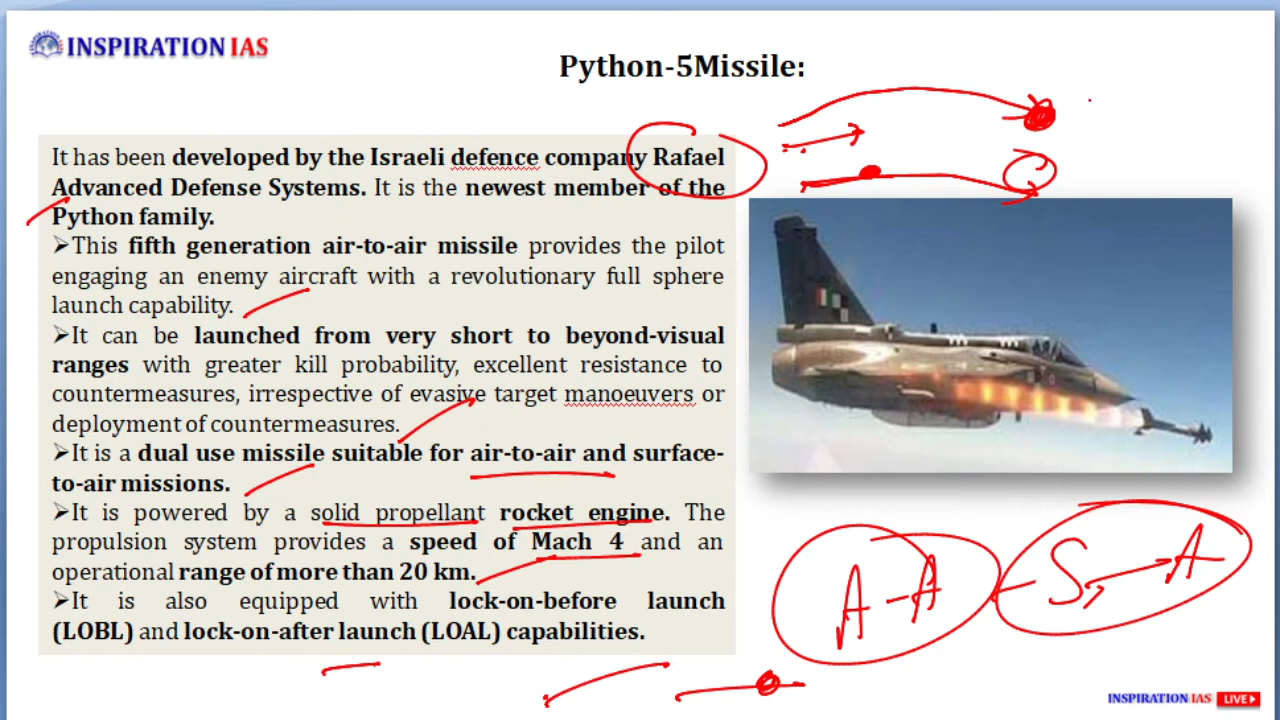 INSPIRATION IAS
Python-5Missile:
It has been developed by the Israeli defence company Rafael
Advanced Defense Systems. It is the newest member of the
Python family.
➢This fifth generation air-to-air missile provides the pilot
engaging an enemy aircraft with a revolutionary full sphere
launch capability.
➢It can be launched from very short to beyond-visual
ranges with greater kill probability, excellent resistance to
countermeasures, irrespective of evasive target manoeuvers or
deployment of countermeasures.
➢It is a dual use missile suitable for air-to-air and surface-
to-air missions.
➢It is powered by a solid propellant rocket engine. The
propulsion system provides a speed of Mach 4 and an
operational range of more than 20 km.
➢It is also equipped with lock-on-before launch
(LOBL) and lock-on-after launch (LOAL) capabilities.
A-A
S→A
INSPIRATION IAS LIVE